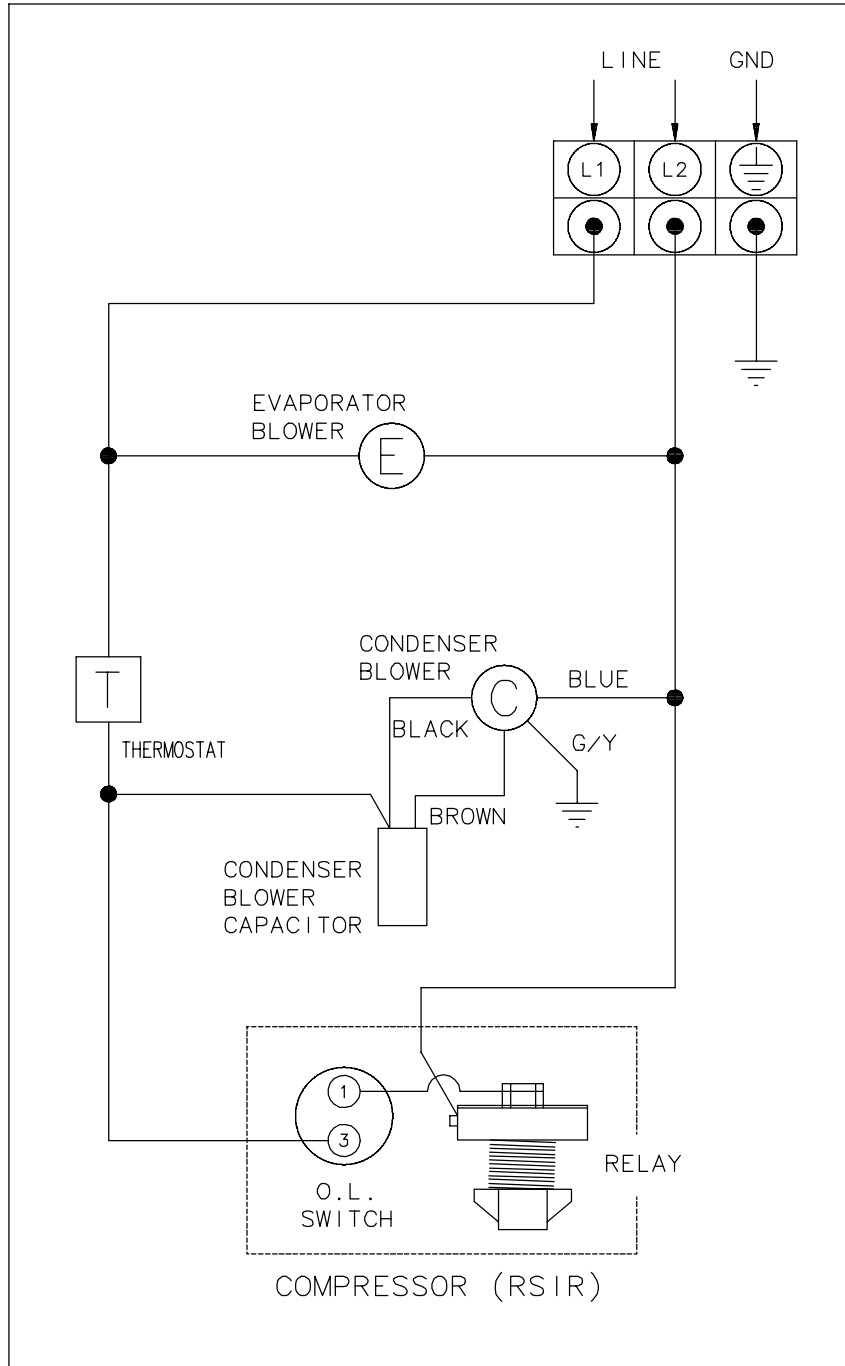 LINE GND
L1 L2
EVAPORATOR
BLOWER
E
CONDENSER
BLOWER
C
BLUE
T
BLACK
G/Y
THERMOSTAT
BROWN
CONDENSER
BLOWER
CAPACITOR
1
3
RELAY
O.L.
SWITCH
COMPRESSOR (RSIR)